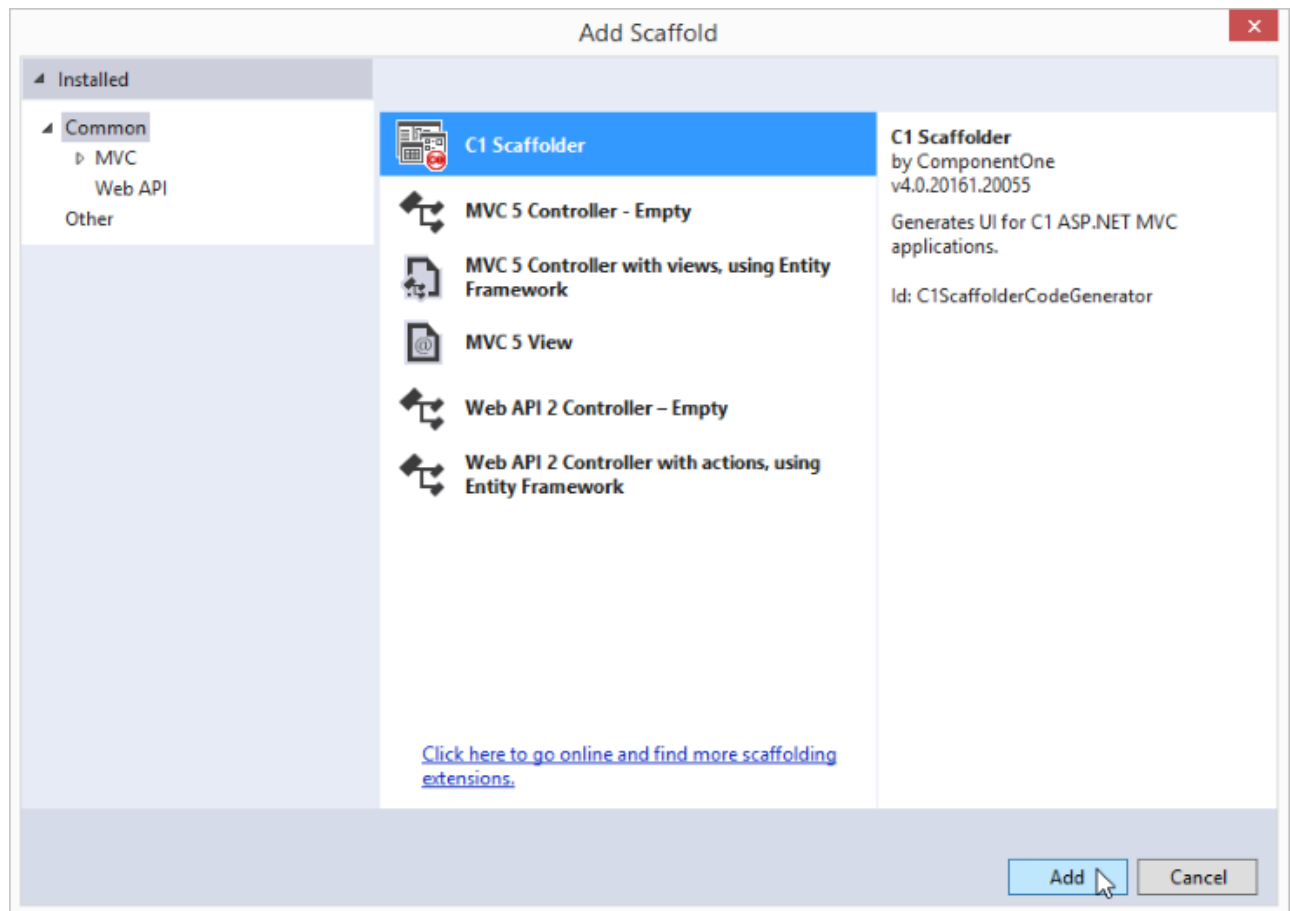 Add Scaffold
Installed
Common
MVC
Web API
Other
C1 Scaffolder
MVC 5 Controller - Empty
MVC 5 Controller with views, using Entity
Framework
MVC 5 View
Web API 2 Controller – Empty
Web API 2 Controller with actions, using
Entity Framework
Click here to go online and find more scaffolding
extensions.
C1 Scaffolder
by ComponentOne
v4.0.20161.20055
Generates UI for C1 ASP.NET MVC
applications.
Id: C1ScaffolderCodeGenerator
Add
Cancel